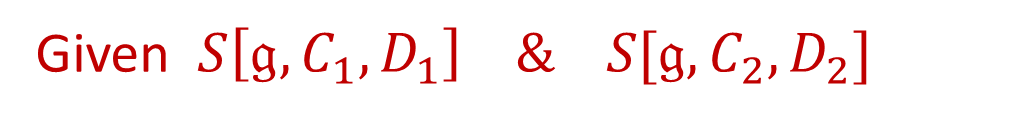 Given S[𝔤, C₁, D₁] & S[𝔤, C₂, D₂]